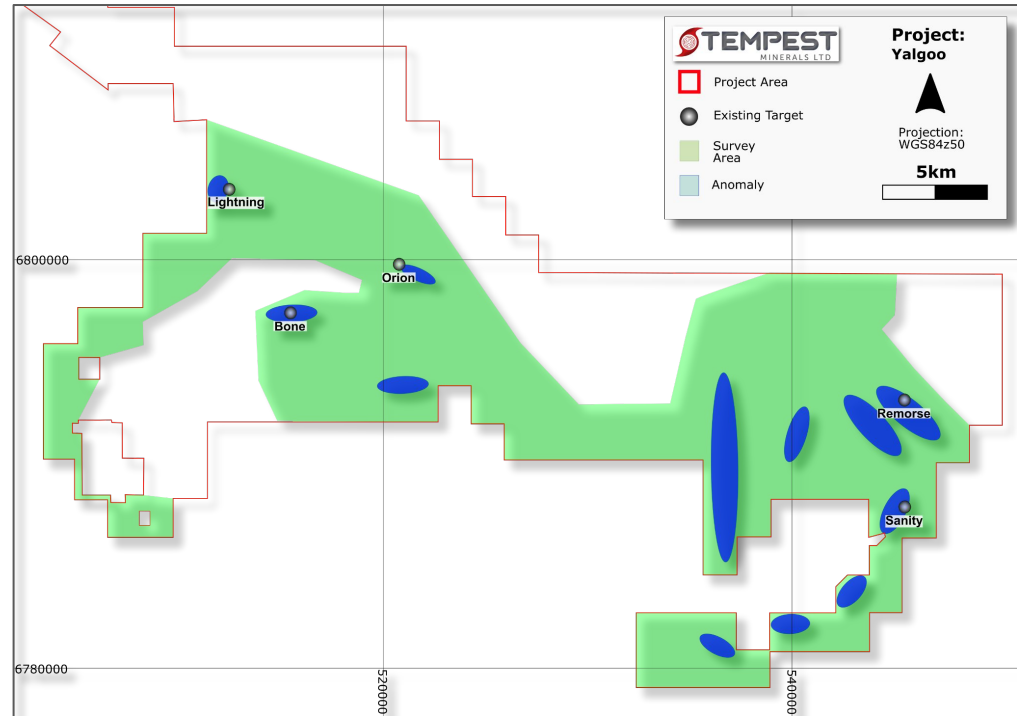 TEMPEST
MINERALS LTD
Project Area
Existing Target
Survey
Area
Anomaly
Project:
Yalgoo
Projection:
WGS84z50
5km
Lightning
6800000
Orion
Bone
Remorse
Sanity
6780000
520000
540000